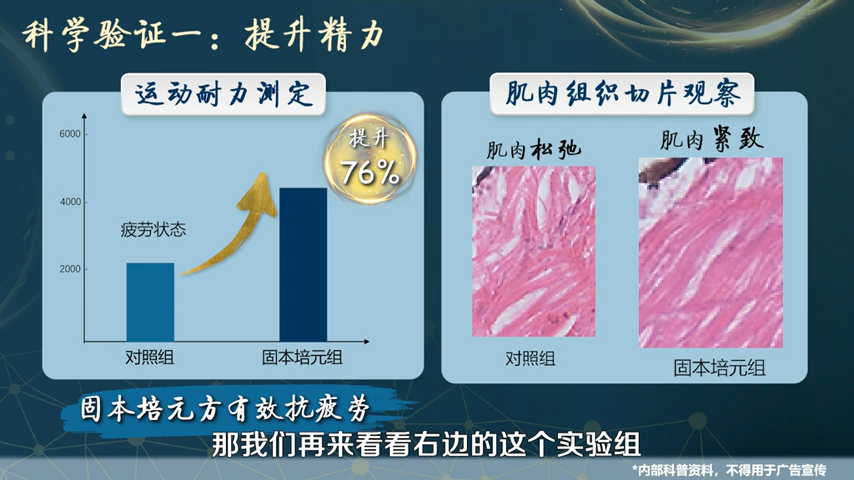 科学验证一：提升精力
运动耐力测定
6000
4000
2000
疲劳状态
提升
76%
对照组
固本培元组
固本培元方有效抗疲劳
肌肉组织切片观察
肌肉松弛
肌肉紧致
对照组
固本培元组
那我们再来看看右边的这个实验组
*内部科普资料，不得用于广告宣传